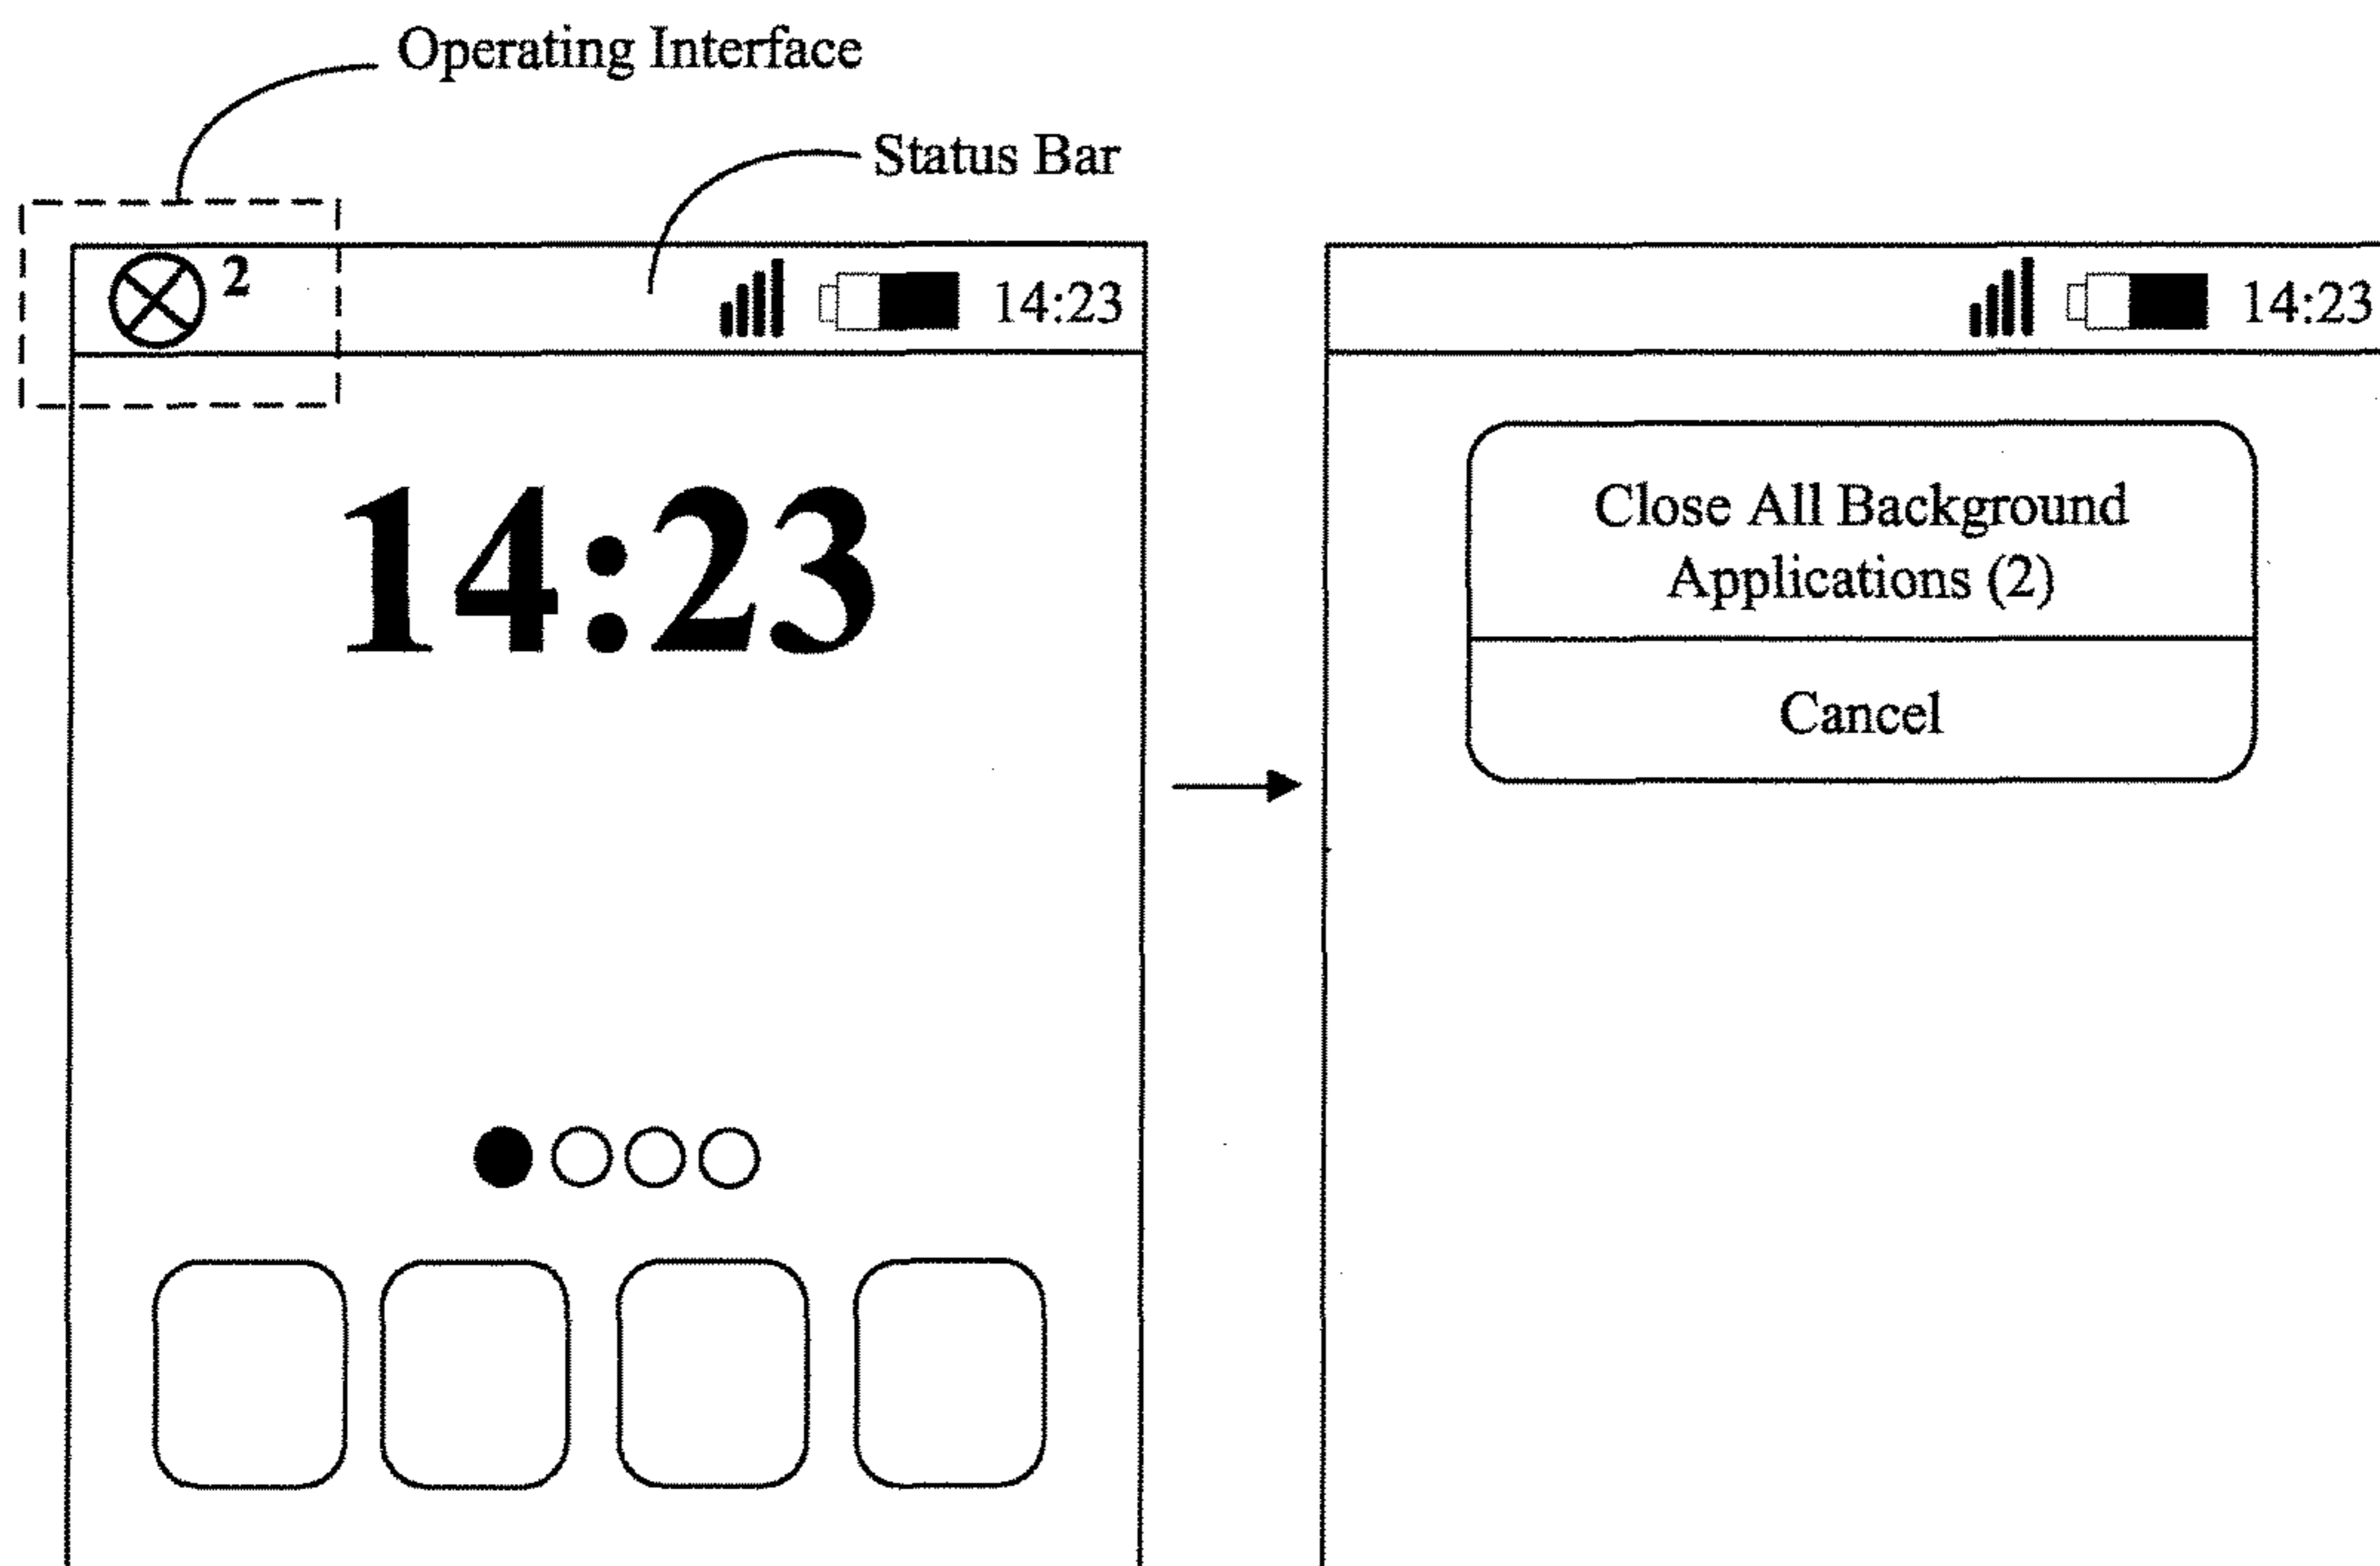 Operating Interface
Status Bar
2
14:23
14:23
14:23
Close All Background
Applications (2)
Cancel